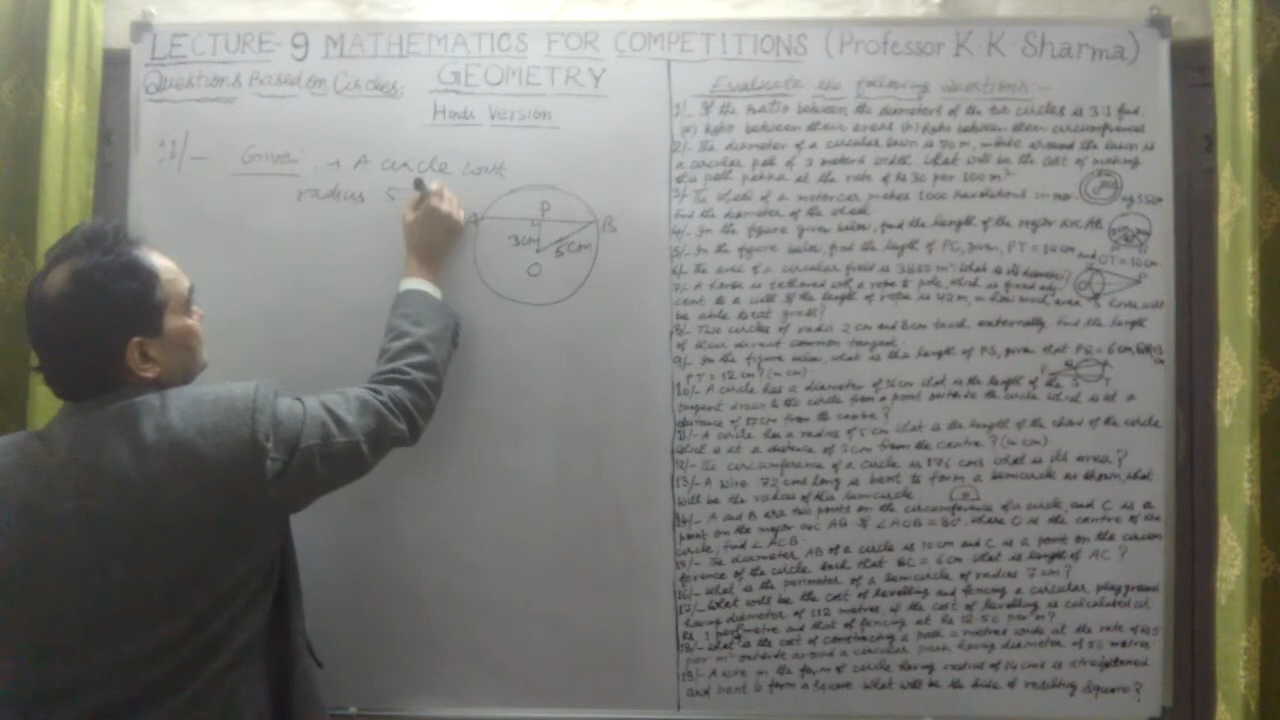 LECTURE-9 MATHEMATICS FOR COMPETITIONS (Professor K K Sharma)
Questions Based on Circles:
GEOMETRY
Hindi Version
11/- Given → A circle with
radius 5
A
P
B
3cm
5cm
O
Evaluate the following Questions:-
1/- If the ratio between the diameters of the two circles is 3:1 find.
(a) Ratio between their areas (b) Ratio between their circumferences
2/- The diameter of a circular lawn is 70 m, outside around the lawn is
a circular path of 7 meters width. What will be the cost of making
this path pakka at the rate of Rs 30 per 100 m²
3/- The wheel of a motorcar makes 1000 revolutions in
find the diameter of the wheel
4/- In the figure given below, find the length of the major arc AB
5/- In the figure below, find the length of PC, given, PT = 14 cm and OT = 10 cm.
6/- The area of a circular field is 3850 m². What is its diameter?
7/- A horse is tethered with a rope to pole, which is fixed adj
cent to a wall. If the length of rope is 42 m, in how much area horse will
be able to eat grass?
8/- Two circles of radius 2 cm and 8 cm touch externally find the length
of their direct common tangent.
9/- In the figure below, what is the length of PS, given that PQ = 6 cm,
PT = 12 cm? (in cm).
10/- A circle has a diameter of 16 cm what is the length of the
tangent drawn to the circle from a point outside the circle which is at a
distance of 17 cm from the centre?
11/- A circle has a radius of 5 cm what is the length of the chord of the circle
which is at a distance of 3 cm from the centre? (in cm)
12/- The circumference of a circle is 176 cms what is its area?
13/- A wire 72 cms long is bent to form a semicircle as shown, what
will be the radius of this semicircle
14/- A and B are two points on the circumference of a circle, and C is a
point on the major arc AB. If ∠AOB = 80°, where O is the centre of the
circle; find ∠ACB.
15/- The diameter AB of a circle is 10 cm and C is a point on the circum
ference of the circle such that BC = 6 cm what is length of AC?
16/- What is the perimeter of a semicircle of radius 7 cm?
17/- What will be the cost of levelling and fencing a circular playground
having diameter of 112 metres, if the cost of levelling is calculated at
Rs 1 per metre and that of fencing at Rs 12.50 per m?
18/- What is the cost of constructing a path 2 metres wide at the rate of Rs 5
per m² outside around a circular park having diameter of 56 metres
19/- A wire in the form of circle having radius of 14 cms is straightened
and bent to form a square. What will be the side of resulting square?